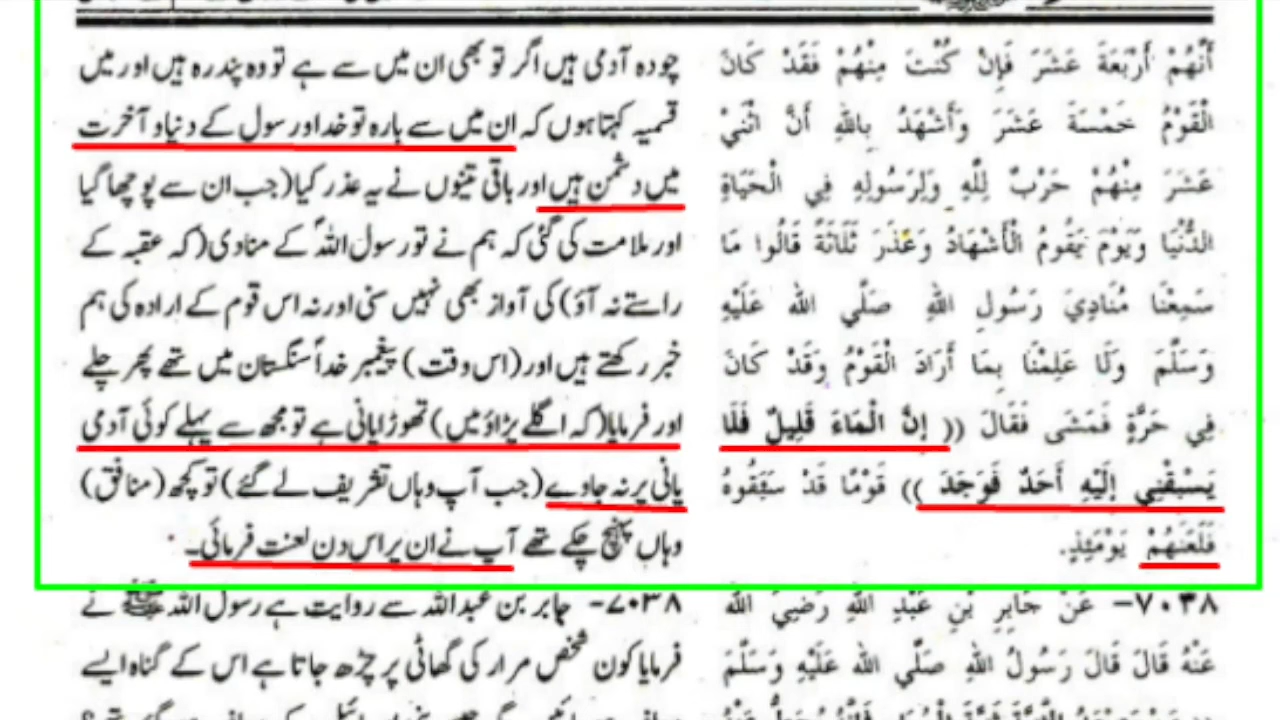 أَنَّهُمْ أَرْبَعَةَ عَشَرَ فَإِنْ كُنْتَ مِنْهُمْ فَقَدْ كَانَ
الْقَوْمُ خَمْسَةَ عَشَرَ وَأَشْهَدُ بِاللهِ أَنَّ اثْنَيْ
عَشَرَ مِنْهُمْ حَرْبٌ لِلَّهِ وَلِرَسُولِهِ فِي الْحَيَاةِ
الدُّنْيَا وَيَوْمَ يَقُومُ الْأَشْهَادُ وَعَذَرَ ثَلَاثَةً قَالُوا مَا
سَمِعْنَا مُنَادِيَ رَسُولِ اللهِ صَلَّي الله عَلَيْهِ
وَسَلَّمَ وَلَا عَلِمْنَا بِمَا أَرَادَ الْقَوْمُ وَقَدْ كَانَ
فِي حَرَّةٍ فَمَشَى فَقَالَ (( إِنَّ الْمَاءَ قَلِيلٌ فَلَا
يَسْبِقْنِي إِلَيْهِ أَحَدٌ فَوَجَدَ )) قَوْمًا قَدْ سَبَقُوهُ
فَلَعَنَهُمْ يَوْمَئِذٍ.
٧٠٣٨- عَنْ جَابِرِ بْنِ عَبْدِ اللهِ رَضِيَ الله
عَنْهُ قَالَ قَالَ رَسُولُ اللهِ صَلَّي الله عَلَيْهِ وَسَلَّمَ
چودہ آدمی ہیں اگر تو بھی ان میں سے ہے تو وہ پندرہ ہیں اور میں
قسمیہ کہتا ہوں کہ ان میں سے بارہ تو خدا اور رسول کے دنیا و آخرت
میں دشمن ہیں اور باقی تینوں نے یہ عذر کیا (جب ان سے پوچھا گیا
اور ملامت کی گئی کہ ہم نے تو رسول اللہؐ کے منادی (کہ عقبہ کے
راستے نہ آؤ) کی آواز بھی نہیں سنی اور نہ اس قوم کے ارادہ کی ہم
خبر رکھتے ہیں اور (اس وقت) پیغمبر خداؐ سنگستان میں تھے پھر چلے
اور فرمایا (کہ اگلے پڑاؤ میں) تھوڑا پانی ہے تو مجھ سے پہلے کوئی آدمی
پانی پر نہ جاوے (جب آپ وہاں تشریف لے گئے) تو کچھ (منافق)
وہاں پہنچ چکے تھے آپ نے ان پر اس دن لعنت فرمائی۔
۷۰۳۸- جابر بن عبداللہ سے روایت ہے رسول اللہ ﷺ نے
فرمایا کون شخص مرار کی گھاٹی پر چڑھ جاتا ہے اس کے گناہ ایسے